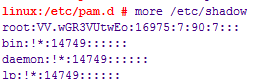 linux:/etc/pam.d # more /etc/shadow
root:VV.wGR3VUtwEo:16975:7:90:7:::
bin:!*:14749::::::
daemon:!*:14749::::::
lp:!*:14749::::::